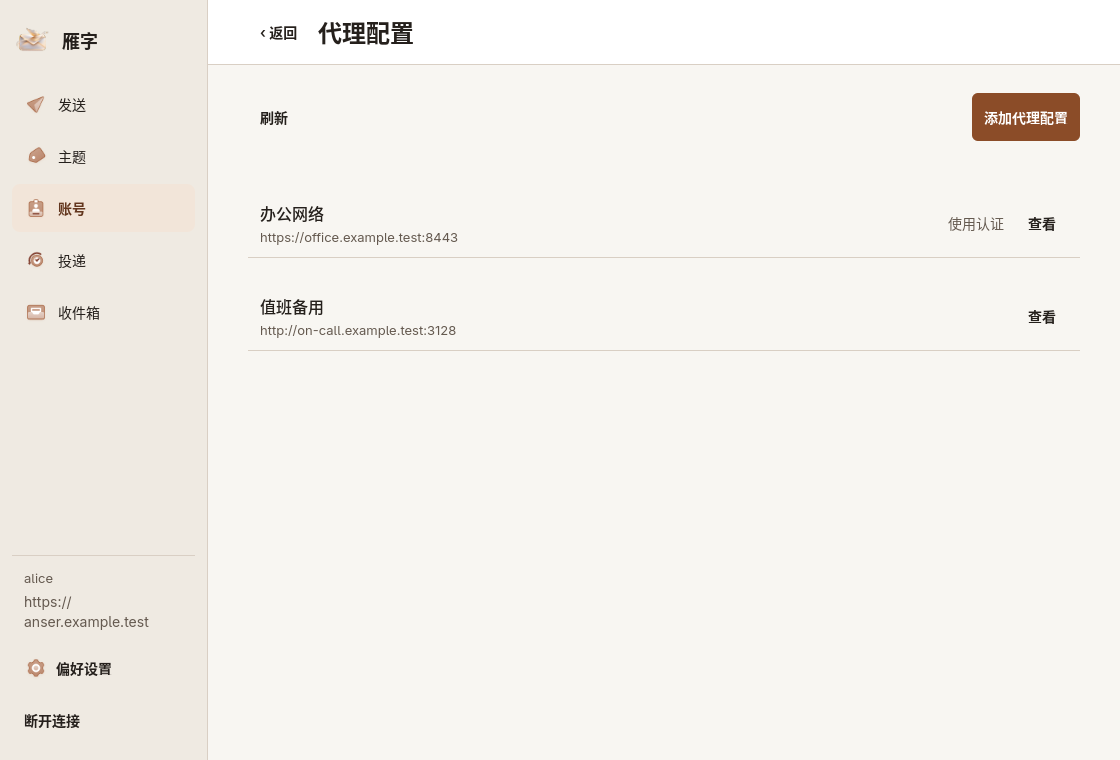 雁字
发送
主题
账号
投递
收件箱
alice
https://
anser.example.test
偏好设置
断开连接
‹ 返回
代理配置
刷新
添加代理配置
办公网络
https://office.example.test:8443
使用认证
查看
值班备用
http://on-call.example.test:3128
查看